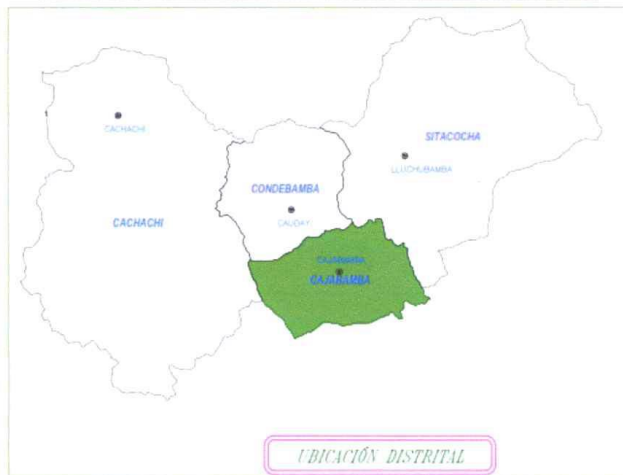 CACHACHI
SITACOCHA
LLUCHUBAMBA
CONDEBAMBA
CAUDAY
CACHACHI
CAJABAMBA
CAJABAMBA
UBICACIÓN DISTRITAL